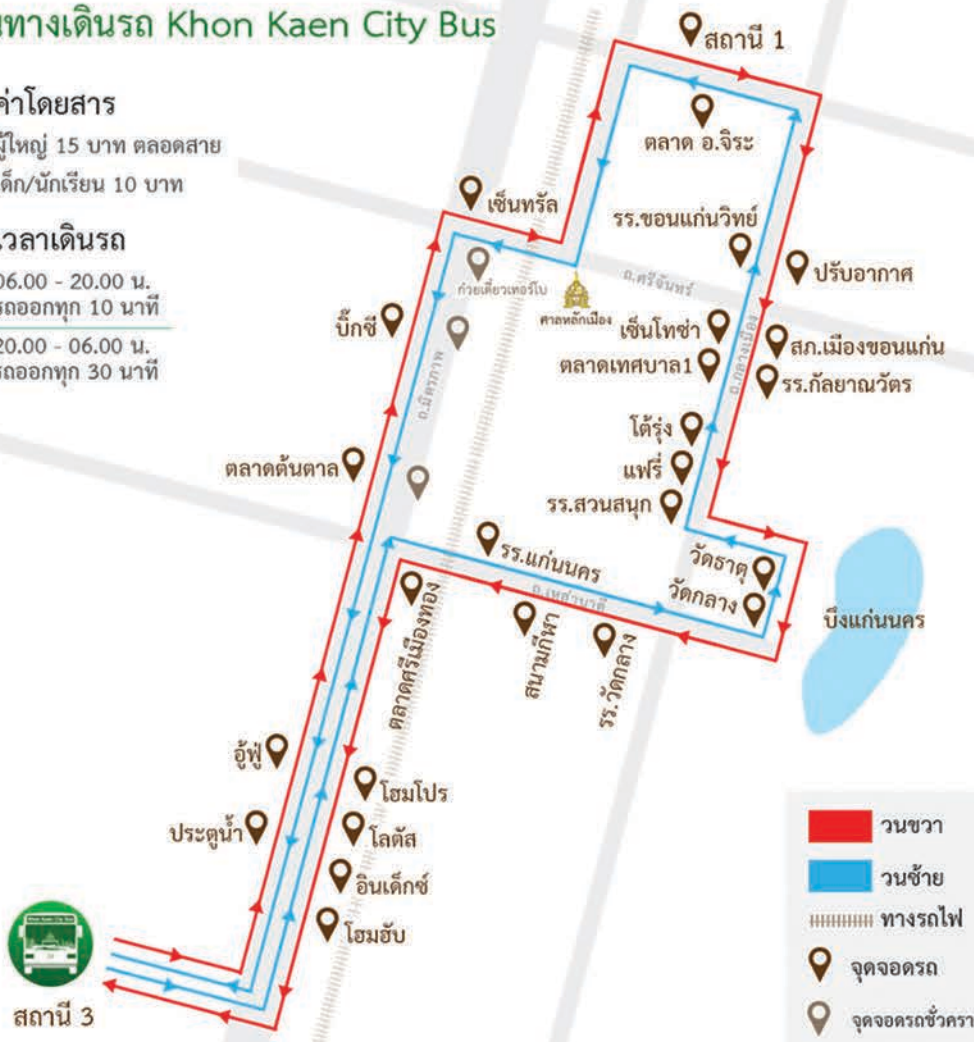 นทางเดินรถ Khon Kaen City Bus
ค่าโดยสาร
ผู้ใหญ่ 15 บาท ตลอดสาย
ด็ก/นักเรียน 10 บาท
เวลาเดินรถ
06.00 - 20.00 น.
รถออกทุก 10 นาที
20.00 - 06.00 น.
รถออกทุก 30 นาที
สถานี 1
ตลาด อ.จิระ
เซ็นทรัล
รร.ขอนแก่นวิทย์
ปรับอากาศ
ก๋วยเตี๋ยวเทอร์โบ
ถ.ศรีจันทร์
ศาลหลักเมือง
บิ๊กซี
เซ็นโทซ่า
สภ.เมืองขอนแก่น
ตลาดเทศบาล1
รร.กัลยาณวัตร
ถ.กลางเมือง
ถ.มิตรภาพ
โต้รุ่ง
ตลาดต้นตาล
แฟรี่
รร.สวนสนุก
รร.แก่นนคร
วัดธาตุ
วัดกลาง
ถ.เหล่านาดี
บึงแก่นนคร
ตลาดศรีเมืองทอง
สนามกีฬา
รร.วัดกลาง
อู้ฟู่
โฮมโปร
ประตูน้ำ
โลตัส
อินเด็กซ์
โฮมฮับ
Khon Kaen City Bus
สถานี 3
วนขวา
วนซ้าย
ทางรถไฟ
จุดจอดรถ
จุดจอดรถชั่วครา